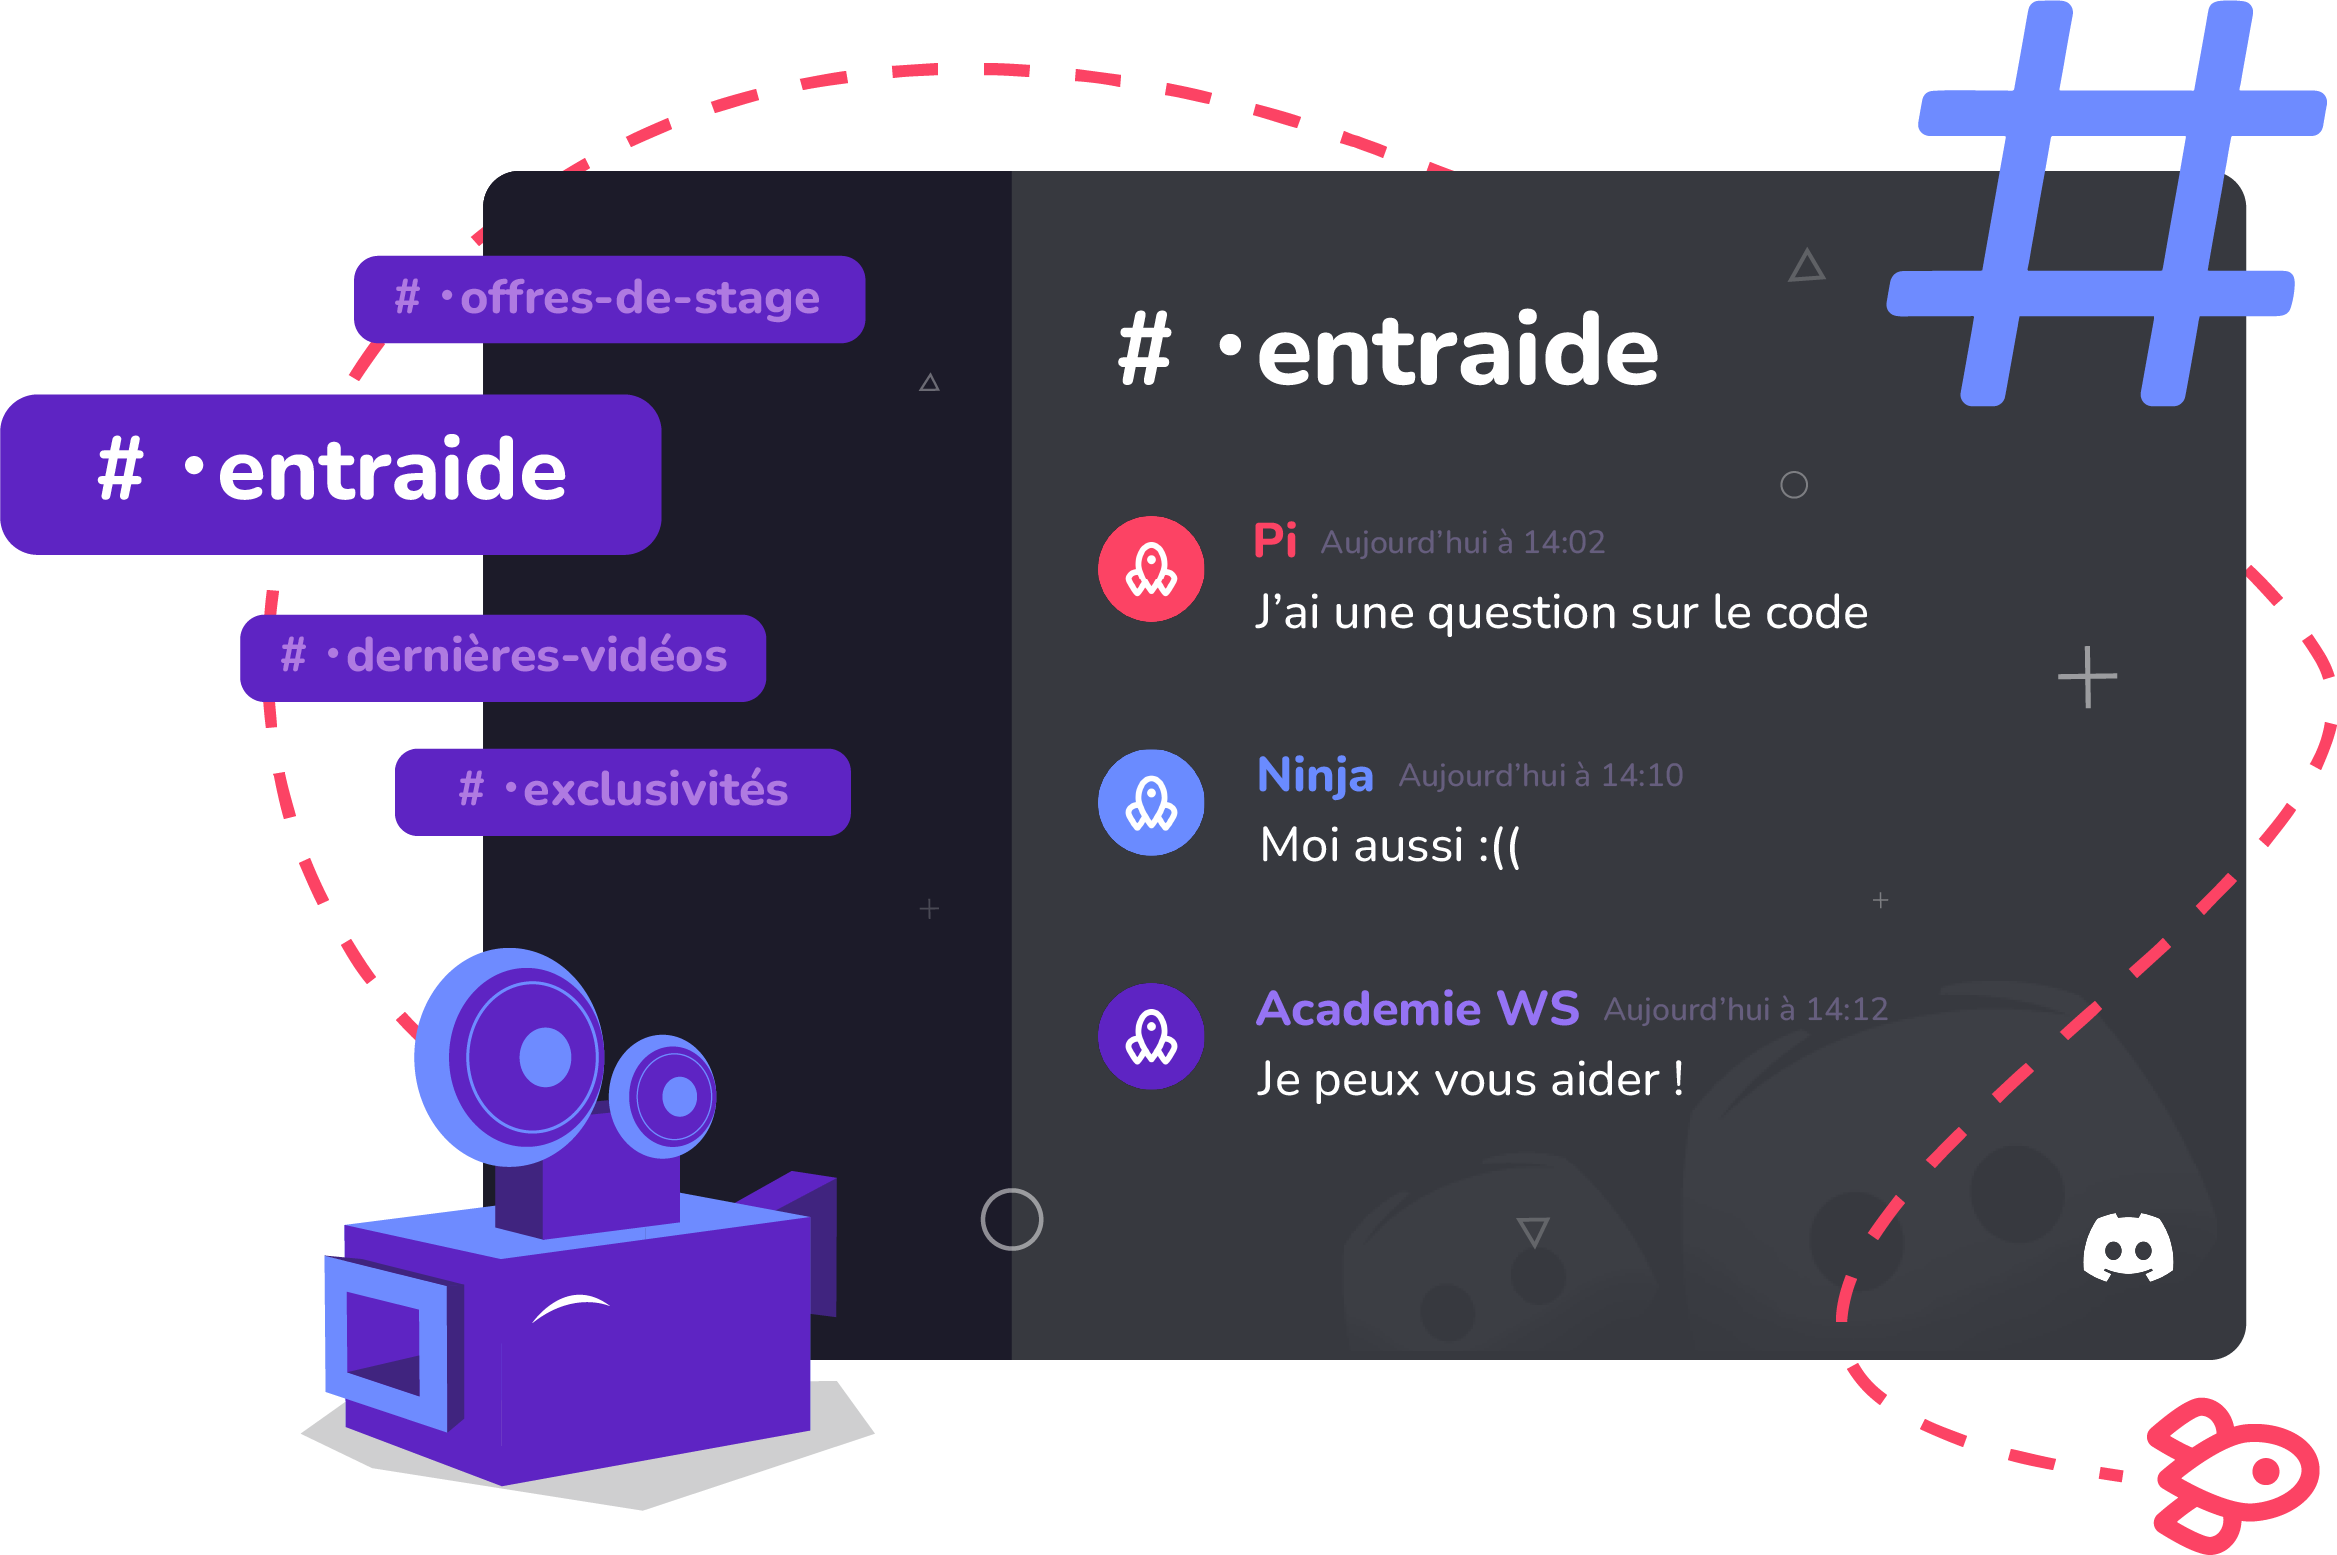 # •offres-de-stage
# •entraide
# •dernières-vidéos
# •exclusivités
# •entraide
Pi Aujourd’hui à 14:02
J’ai une question sur le code
Ninja Aujourd’hui à 14:10
Moi aussi :((
Academie WS Aujourd’hui à 14:12
Je peux vous aider !
#